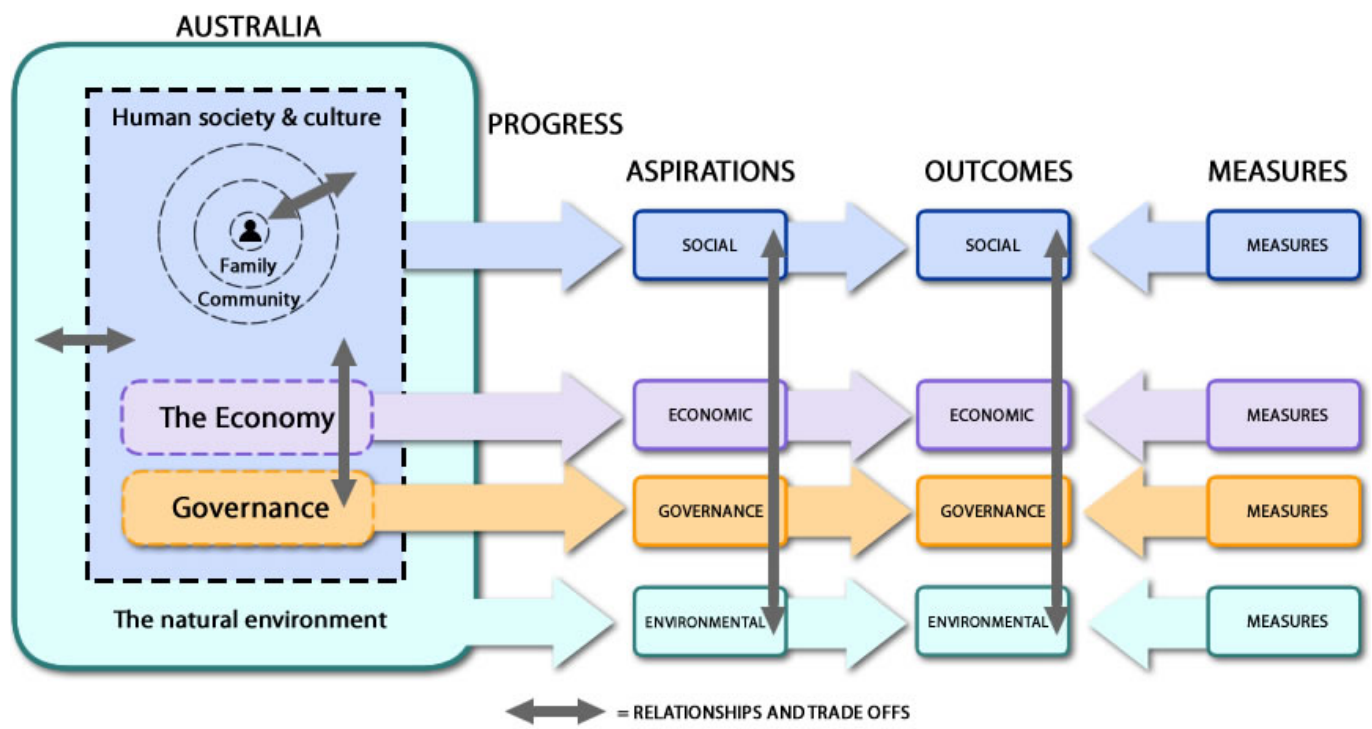 AUSTRALIA
Human society & culture
Family
Community
The Economy
Governance
The natural environment
PROGRESS
ASPIRATIONS
OUTCOMES
MEASURES
SOCIAL
SOCIAL
MEASURES
ECONOMIC
ECONOMIC
MEASURES
GOVERNANCE
GOVERNANCE
MEASURES
ENVIRONMENTAL
ENVIRONMENTAL
MEASURES
= RELATIONSHIPS AND TRADE OFFS